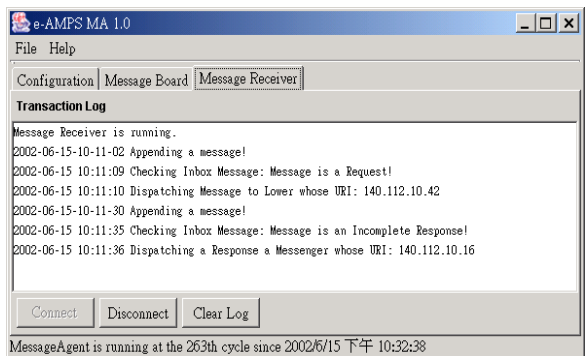 e-AMPS MA 1.0
File Help
Configuration Message Board Message Receiver
Transaction Log
Message Receiver is running.
2002-06-15-10-11-02 Appending a message!
2002-06-15 10:11:09 Checking Inbox Message: Message is a Request!
2002-06-15 10:11:10 Dispatching Message to Lower whose URI: 140.112.10.42
2002-06-15-10-11-30 Appending a message!
2002-06-15 10:11:35 Checking Inbox Message: Message is an Incomplete Response!
2002-06-15 10:11:36 Dispatching a Response a Messenger whose URI: 140.112.10.16
Connect Disconnect Clear Log
MessageAgent is running at the 263th cycle since 2002/6/15 下午 10:32:38